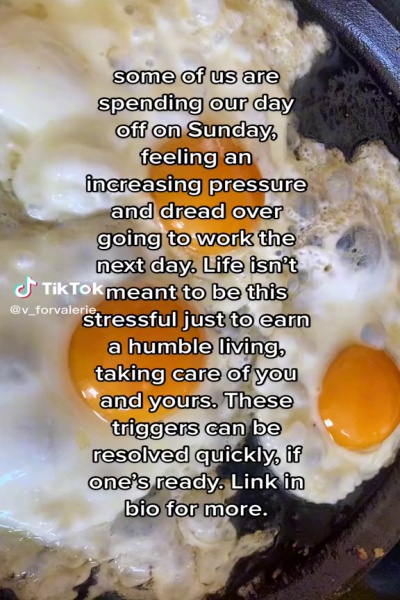 some of us are
spending our day
off on Sunday,
feeling an
increasing pressure
and dread over
going to work the
next day. Life isn't
TikTok
meant to be this
@v_forvalerie
stressful just to earn
a humble living,
taking care of you
and yours. These
triggers can be
resolved quickly, if
one's ready. Link in
bio for more.